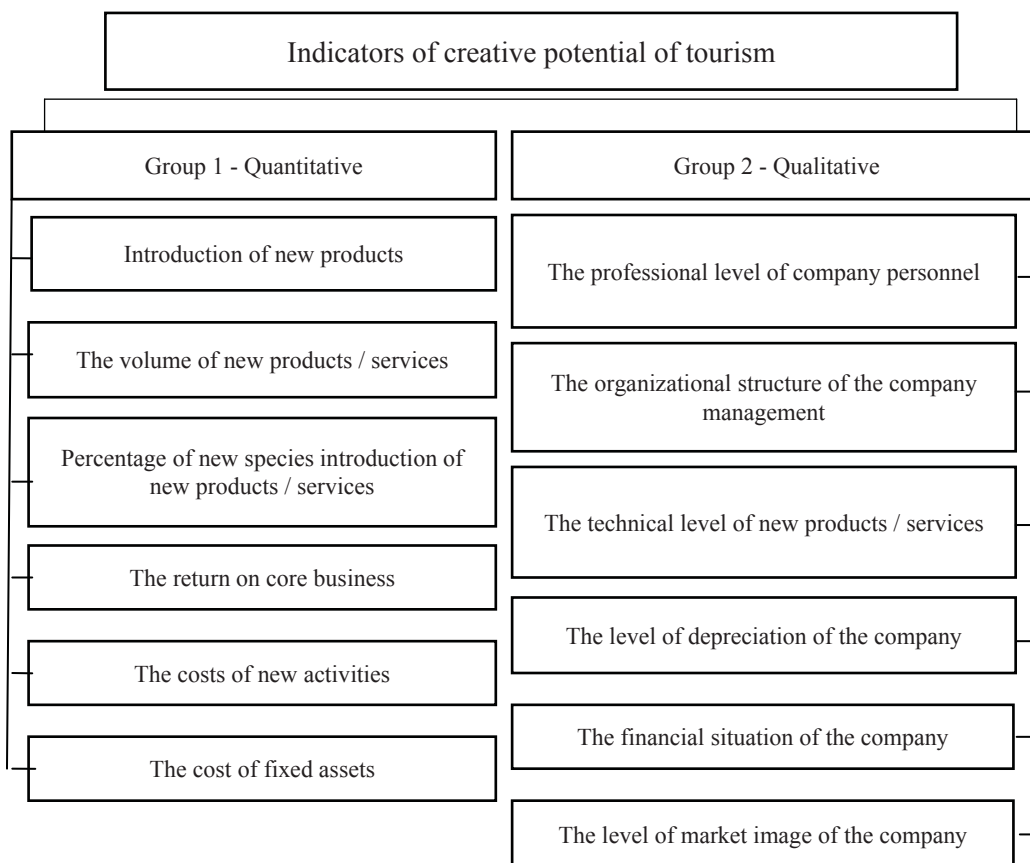 Indicators of creative potential of tourism
Group 1 - Quantitative
Introduction of new products
The volume of new products / services
Percentage of new species introduction of
new products / services
The return on core business
The costs of new activities
The cost of fixed assets
Group 2 - Qualitative
The professional level of company personnel
The organizational structure of the company
management
The technical level of new products / services
The level of depreciation of the company
The financial situation of the company
The level of market image of the company